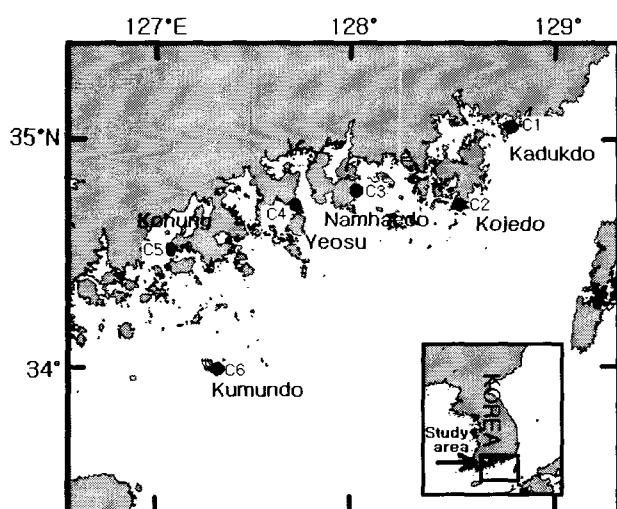 127°E
128°
129°
35°N
34°
C1
Kadukdo
C2
Kojedo
C3
Namhaedo
C4
Yeosu
Kohung
C5
C6
Kumundo
KOREA
Study
area